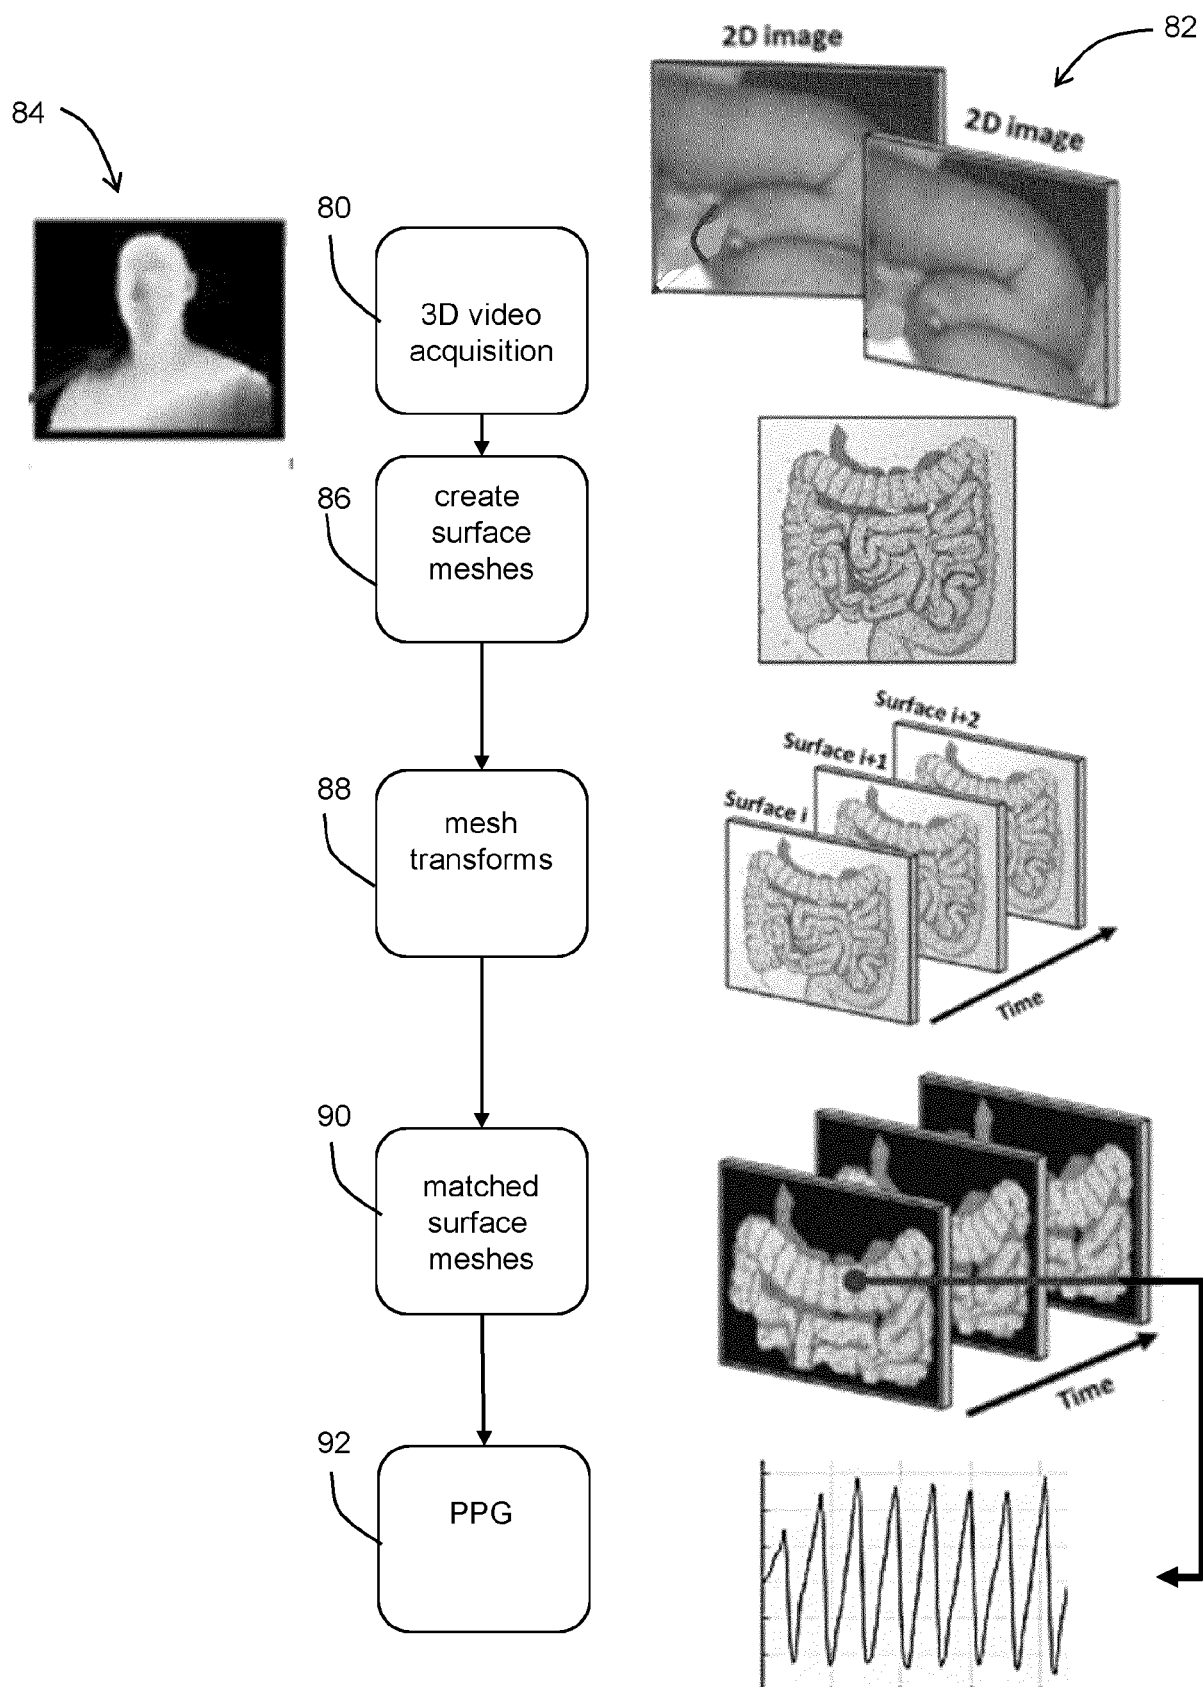 2D image
82
84
2D image
80
3D video
acquisition
86
create
surface
meshes
Surface i+2
Surface i+1
Surface i
88
mesh
transforms
Time
90
matched
surface
meshes
Time
92
PPG